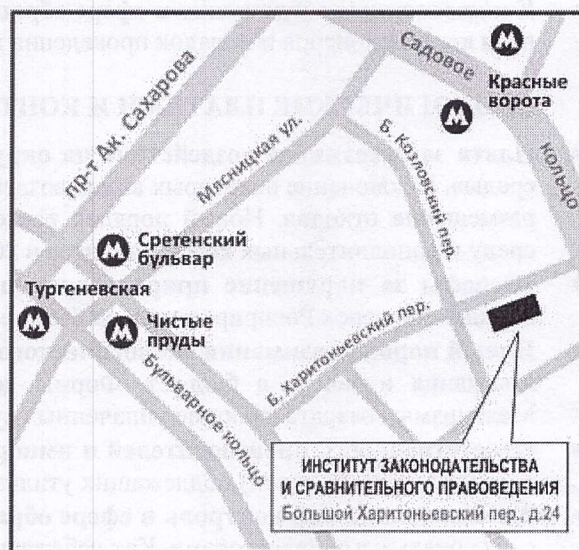 Садовое
кольцо
М
М
Красные
ворота
пр-т Ак. Сахарова
Мясницкая ул.
Б. Козловский пер.
М
Сретенский
бульвар
Тургеневская
М
М
Чистые
пруды
Б. Харитоньевский пер.
Бульварное кольцо
ИНСТИТУТ ЗАКОНОДАТЕЛЬСТВА
И СРАВНИТЕЛЬНОГО ПРАВОВЕДЕНИЯ
Большой Харитоньевский пер., д.24